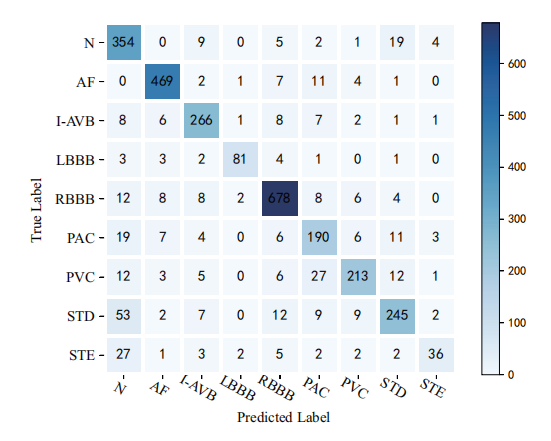 N 354 0 9 0 5 2 1 19 4
AF 0 469 2 1 7 11 4 1 0
I-AVB 8 6 266 1 8 7 2 1 1
LBBB 3 3 2 81 4 1 0 1 0
RBBB 12 8 8 2 678 8 6 4 0
PAC 19 7 4 0 6 190 6 11 3
PVC 12 3 5 0 6 27 213 12 1
STD 53 2 7 0 12 9 9 245 2
STE 27 1 3 2 5 2 2 2 36
N AF I-AVB LBBB RBBB PAC PVC STD STE
Predicted Label
True Label
600
500
400
300
200
100
0